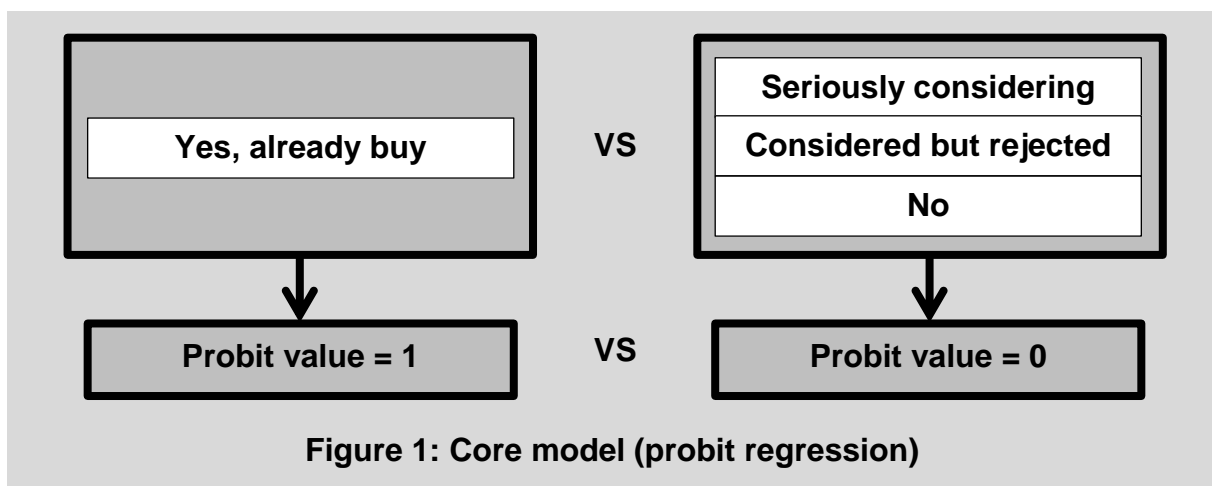 Yes, already buy
VS
Seriously considering
Considered but rejected
No
Probit value = 1
VS
Probit value = 0
Figure 1: Core model (probit regression)